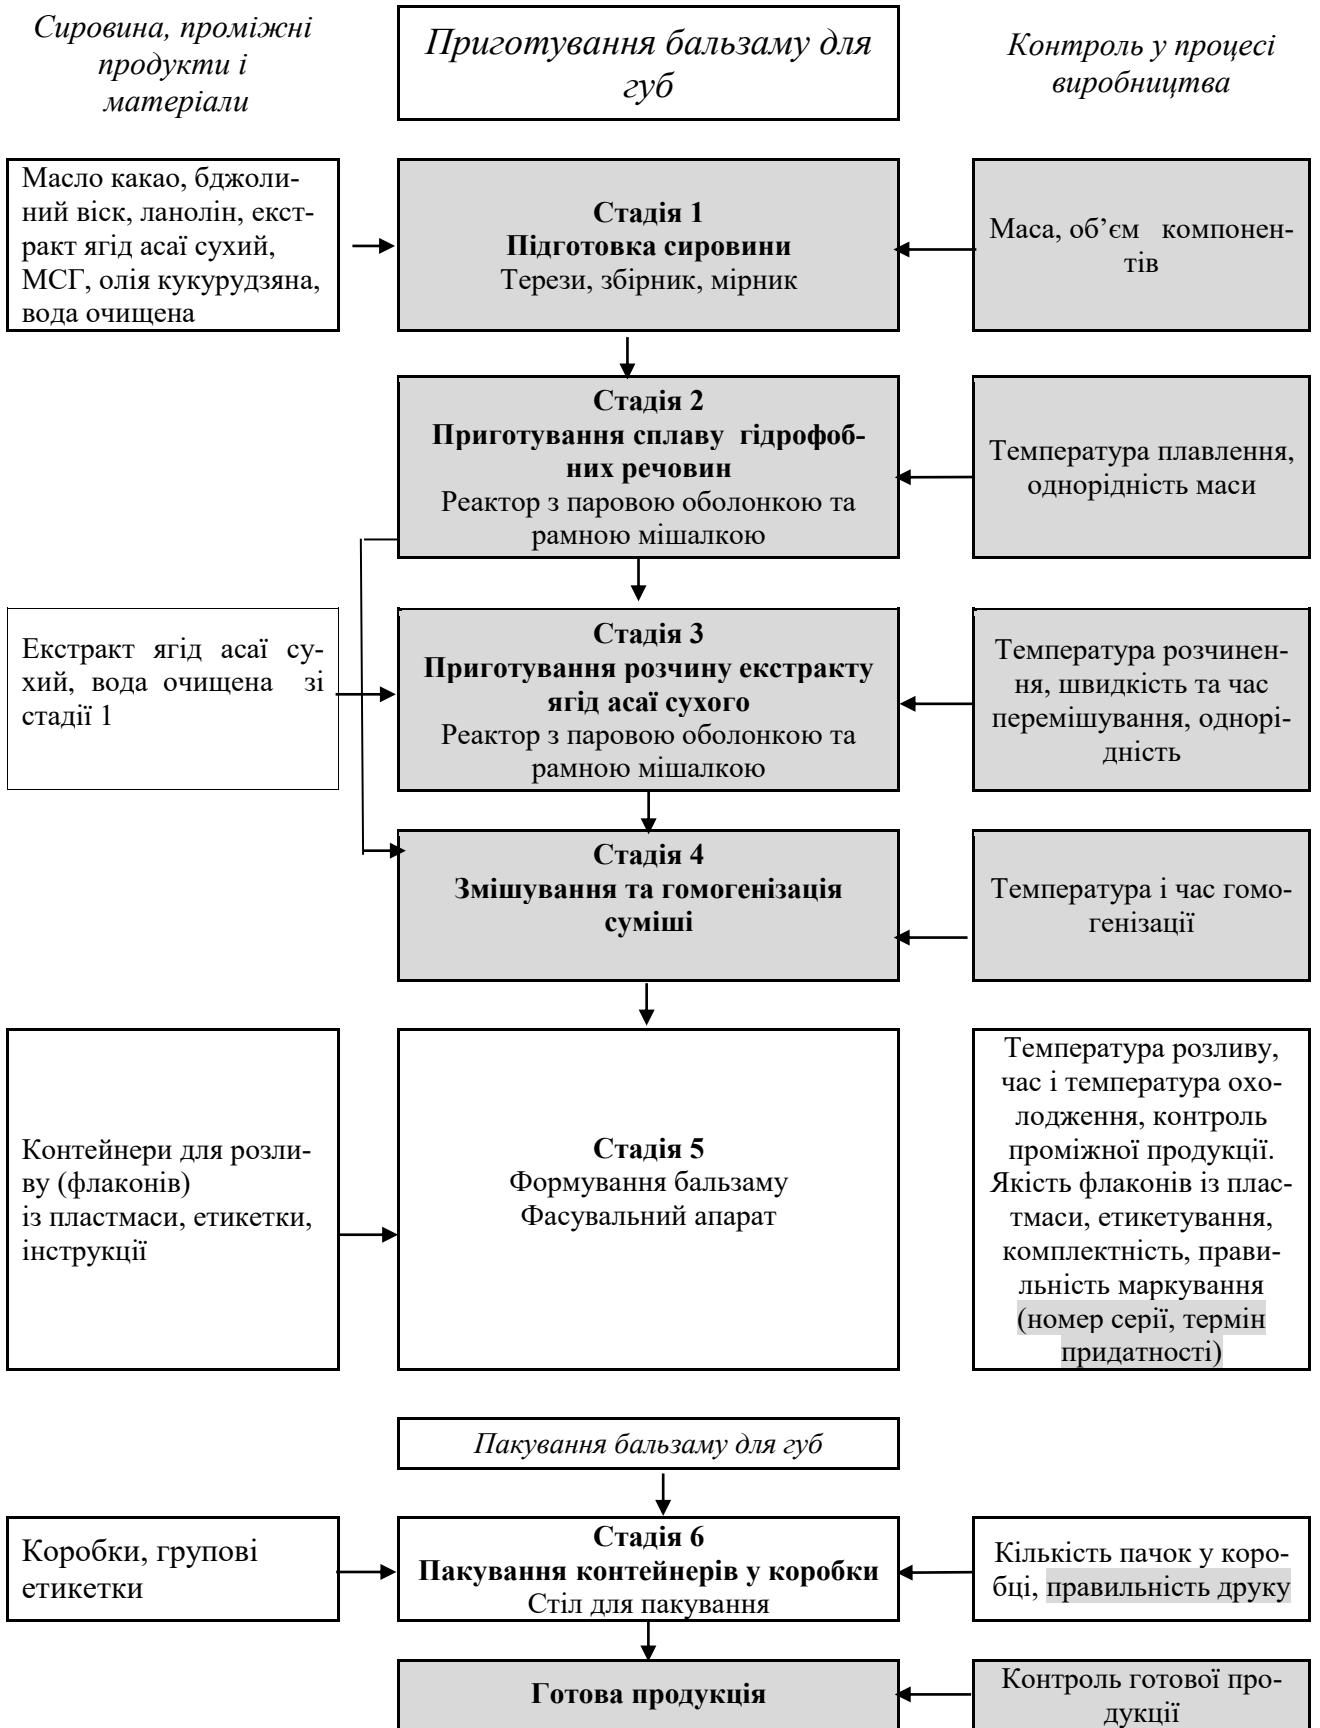 Сировина, проміжні
продукти і
матеріали
Приготування бальзаму для
губ
Контроль у процесі
виробництва
Масло какао, бджоли-
ний віск, ланолін, екст-
ракт ягід асаї сухий,
МСГ, олія кукурудзяна,
вода очищена
Стадія 1
Підготовка сировини
Терези, збірник, мірник
Маса, об’єм компонен-
тів
Стадія 2
Приготування сплаву гідрофоб-
них речовин
Реактор з паровою оболонкою та
рамною мішалкою
Температура плавлення,
однорідність маси
Екстракт ягід асаї су-
хий, вода очищена зі
стадії 1
Стадія 3
Приготування розчину екстракту
ягід асаї сухого
Реактор з паровою оболонкою та
рамною мішалкою
Температура розчинен-
ня, швидкість та час
перемішування, однорі-
дність
Стадія 4
Змішування та гомогенізація
суміші
Температура і час гомо-
генізації
Контейнери для розли-
ву (флаконів)
із пластмаси, етикетки,
інструкції
Стадія 5
Формування бальзаму
Фасувальний апарат
Температура розливу,
час і температура охо-
лодження, контроль
проміжної продукції.
Якість флаконів із плас-
тмаси, етикетування,
комплектність, прави-
льність маркування
(номер серії, термін
придатності)
Пакування бальзаму для губ
Коробки, групові
етикетки
Стадія 6
Пакування контейнерів у коробки
Стіл для пакування
Кількість пачок у коро-
бці, правильність друку
Готова продукція
Контроль готової про-
дукції